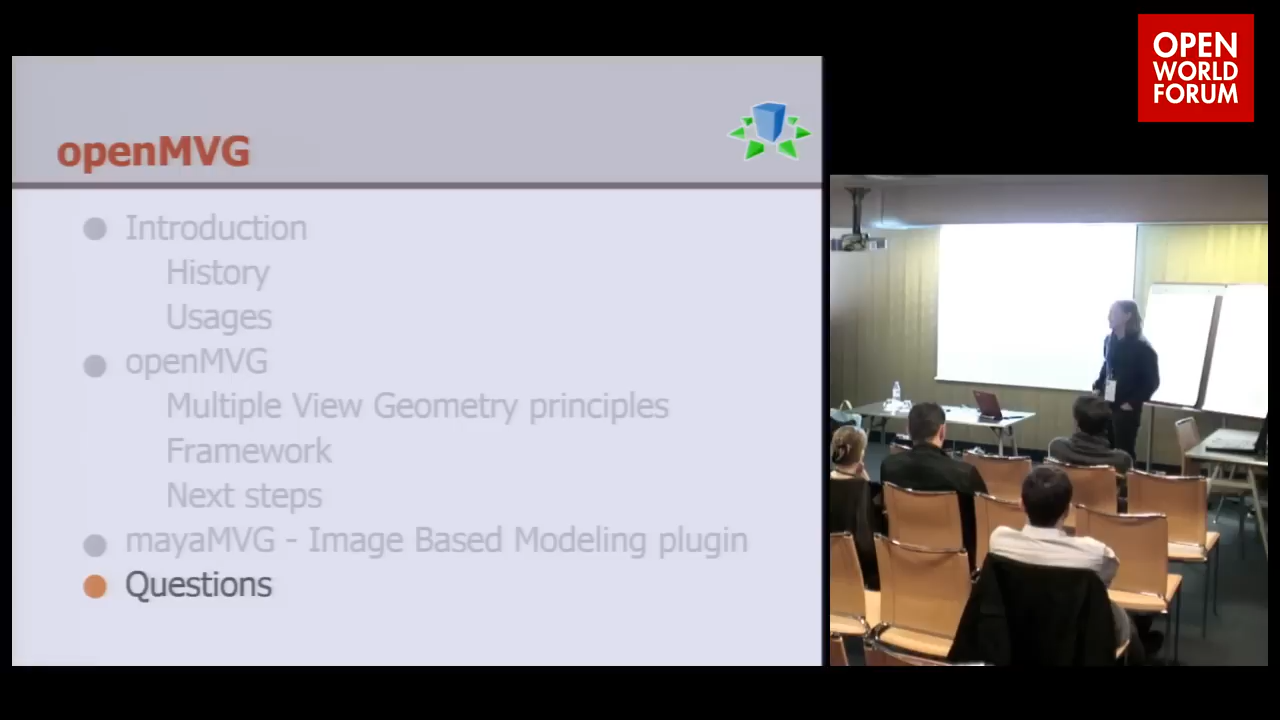 OPEN
WORLD
FORUM
openMVG
Introduction
History
Usages
openMVG
Multiple View Geometry principles
Framework
Next steps
mayaMVG - Image Based Modeling plugin
Questions